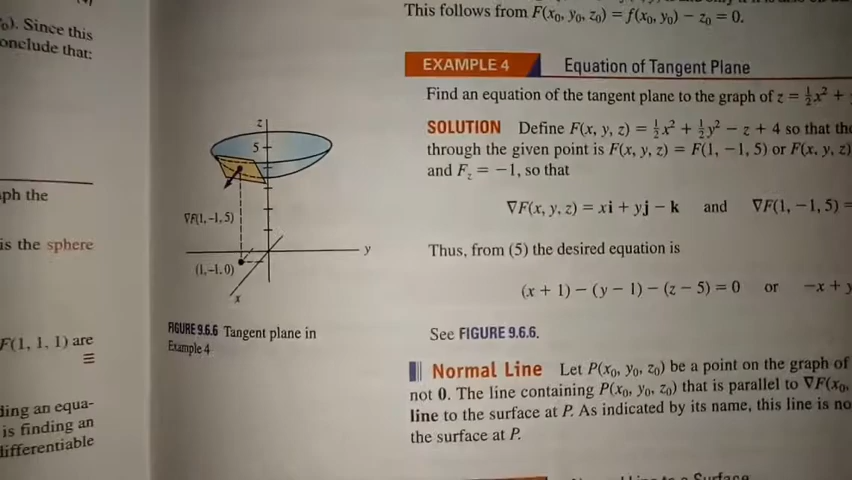 ₀). Since this
onclude that:
ph the
is the sphere
F(1, 1, 1) are
≡
ding an equa-
is finding an
differentiable
z
5
∇F(1, –1, 5)
y
(1, –1, 0)
x
FIGURE 9.6.6 Tangent plane in
Example 4
This follows from F(x₀, y₀, z₀) = f(x₀, y₀) – z₀ = 0.
EXAMPLE 4 Equation of Tangent Plane
Find an equation of the tangent plane to the graph of z = ½x² +
SOLUTION Define F(x, y, z) = ½x² + ½y² – z + 4 so that the
through the given point is F(x, y, z) = F(1, –1, 5) or F(x, y, z)
and F_z = –1, so that
∇F(x, y, z) = xi + yj – k and ∇F(1, –1, 5) =
Thus, from (5) the desired equation is
(x + 1) – (y – 1) – (z – 5) = 0 or –x + y
See FIGURE 9.6.6.
Normal Line Let P(x₀, y₀, z₀) be a point on the graph of
not 0. The line containing P(x₀, y₀, z₀) that is parallel to ∇F(x₀,
line to the surface at P. As indicated by its name, this line is no
the surface at P.